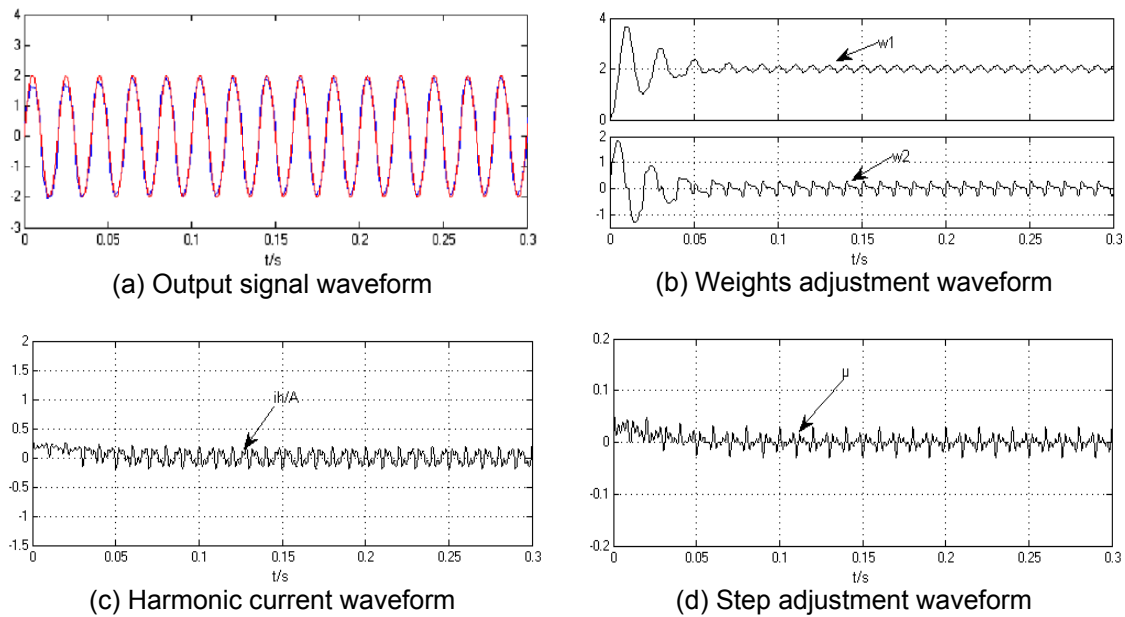 4
3
2
1
0
-1
-2
-3
0 0.05 0.1 0.15 0.2 0.25 0.3
t/s
(a) Output signal waveform
4
2
0
w1
2
1
0
-1
w2
0 0.05 0.1 0.15 0.2 0.25 0.3
t/s
(b) Weights adjustment waveform
2
1.5
1
0.5
0
-0.5
-1
-1.5
ih/A
0 0.05 0.1 0.15 0.2 0.25 0.3
t/s
(c) Harmonic current waveform
0.2
0.1
0
-0.1
-0.2
μ
0 0.05 0.1 0.15 0.2 0.25 0.3
t/s
(d) Step adjustment waveform